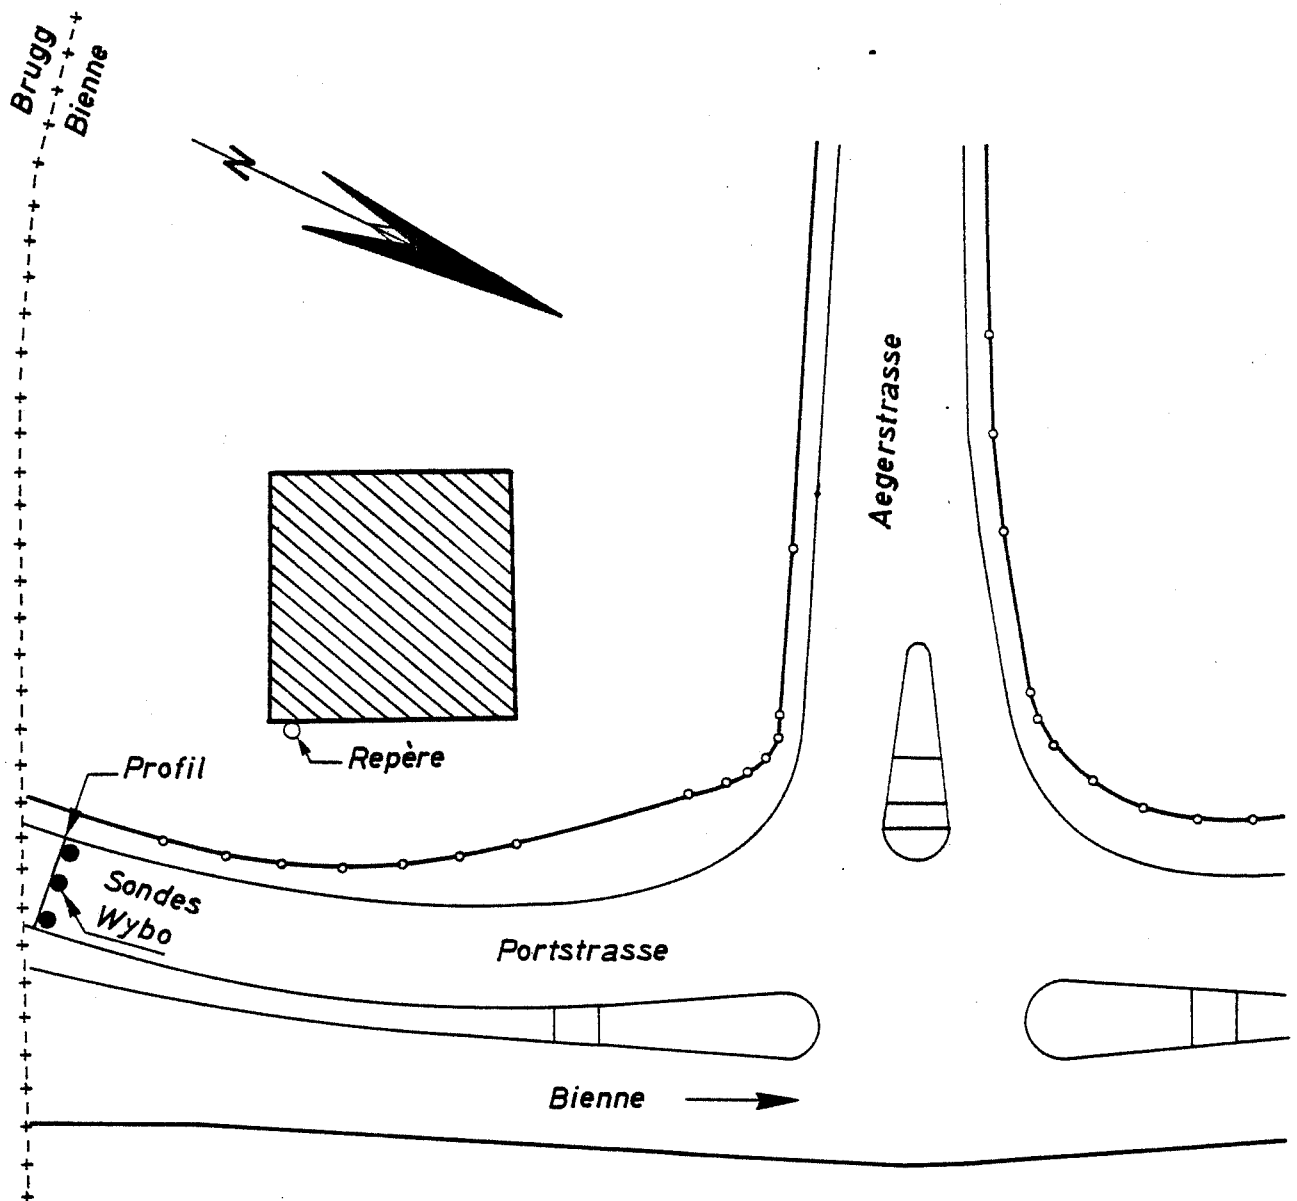 Brugg
Bienne
N
Aegerstrasse
Repère
Profil
Sondes
Wybo
Portstrasse
Bienne